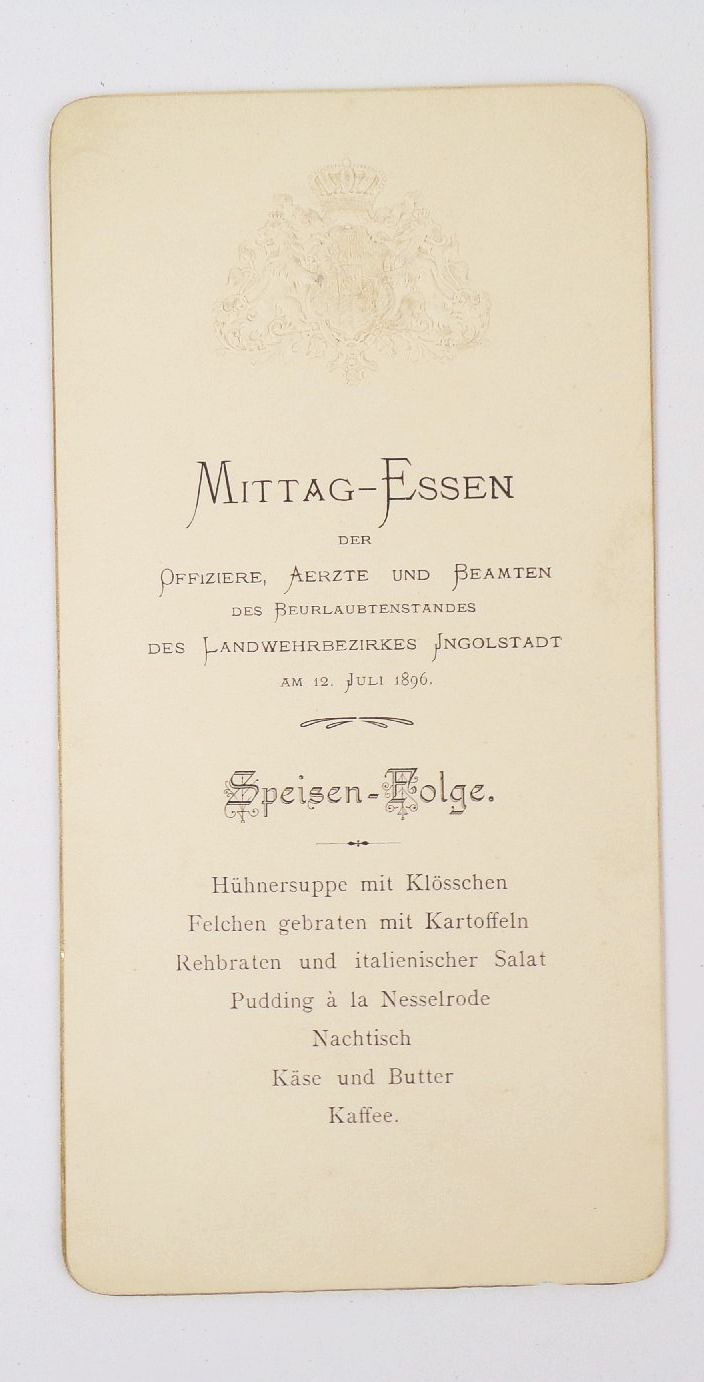 Mittag-Essen
der
Offiziere, Aerzte und Beamten
des Beurlaubtenstandes
des Landwehrbezirkes Ingolstadt
am 12. Juli 1896.
Speisen-Folge.
Hühnersuppe mit Klösschen
Felchen gebraten mit Kartoffeln
Rehbraten und italienischer Salat
Pudding à la Nesselrode
Nachtisch
Käse und Butter
Kaffee.